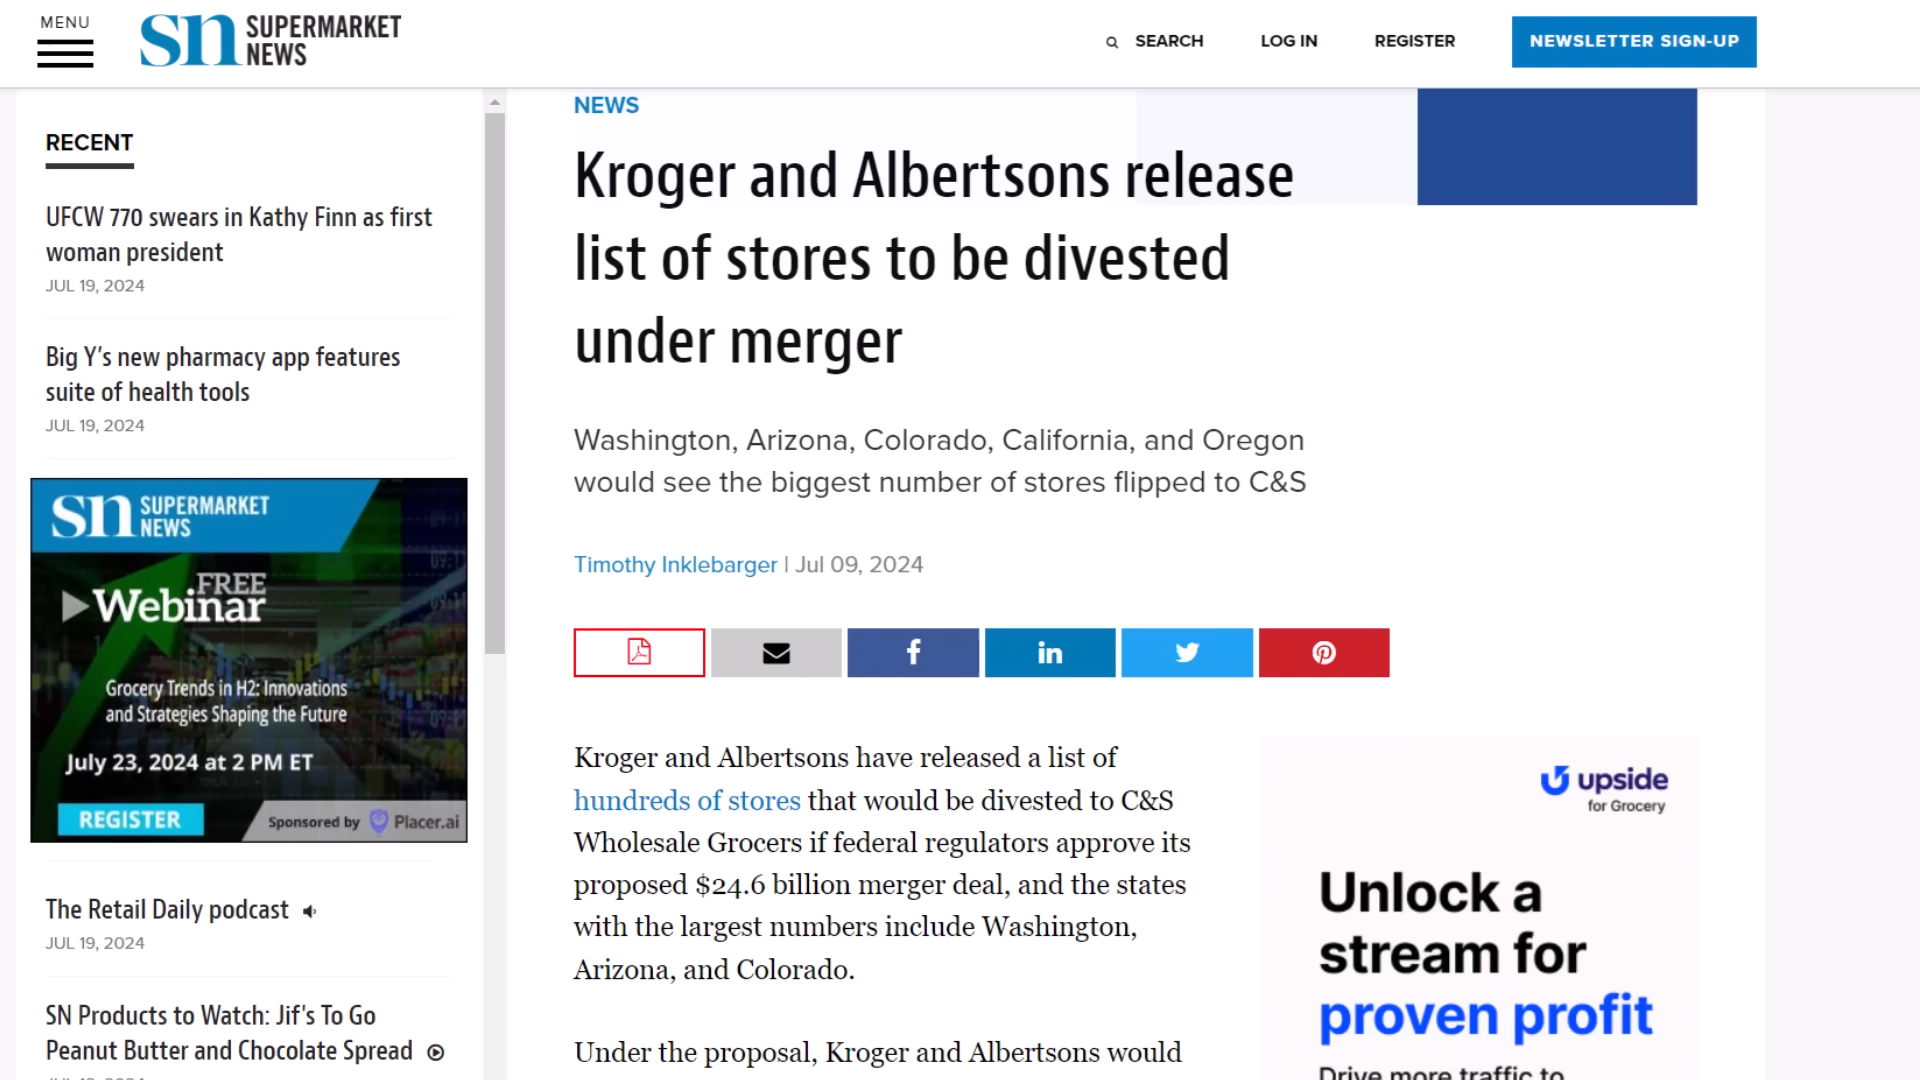 MENU
sn SUPERMARKET
NEWS
SEARCH
LOG IN
REGISTER
NEWSLETTER SIGN-UP
RECENT
UFCW 770 swears in Kathy Finn as first
woman president
JUL 19, 2024
Big Y's new pharmacy app features
suite of health tools
JUL 19, 2024
sn SUPERMARKET
NEWS
FREE
Webinar
Grocery Trends in H2: Innovations
and Strategies Shaping the Future
July 23, 2024 at 2 PM ET
REGISTER
Sponsored by Placer.ai
The Retail Daily podcast
JUL 19, 2024
SN Products to Watch: Jif's To Go
Peanut Butter and Chocolate Spread
NEWS
Kroger and Albertsons release
list of stores to be divested
under merger
Washington, Arizona, Colorado, California, and Oregon
would see the biggest number of stores flipped to C&S
Timothy Inklebarger | Jul 09, 2024
Kroger and Albertsons have released a list of
hundreds of stores that would be divested to C&S
Wholesale Grocers if federal regulators approve its
proposed $24.6 billion merger deal, and the states
with the largest numbers include Washington,
Arizona, and Colorado.
Under the proposal, Kroger and Albertsons would
upside
for Grocery
Unlock a
stream for
proven profit
Drive more traffic to